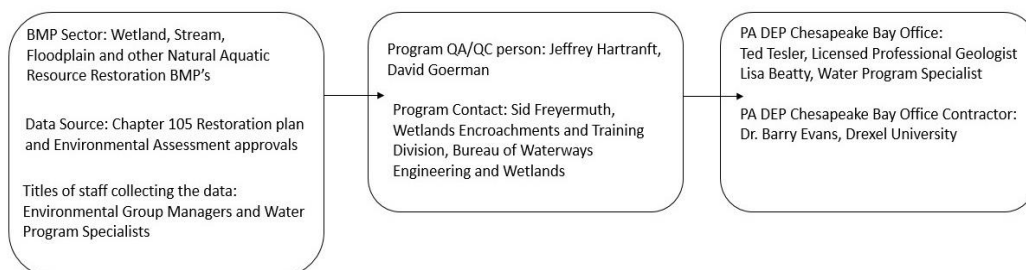 BMP Sector: Wetland, Stream,
Floodplain and other Natural Aquatic
Resource Restoration BMP's
Data Source: Chapter 105 Restoration plan
and Environmental Assessment approvals
Titles of staff collecting the data:
Environmental Group Managers and Water
Program Specialists
Program QA/QC person: Jeffrey Hartranft,
David Goerman
Program Contact: Sid Freyermuth,
Wetlands Encroachments and Training
Division, Bureau of Waterways
Engineering and Wetlands
PA DEP Chesapeake Bay Office:
Ted Tesler, Licensed Professional Geologist
Lisa Beatty, Water Program Specialist
PA DEP Chesapeake Bay Office Contractor:
Dr. Barry Evans, Drexel University